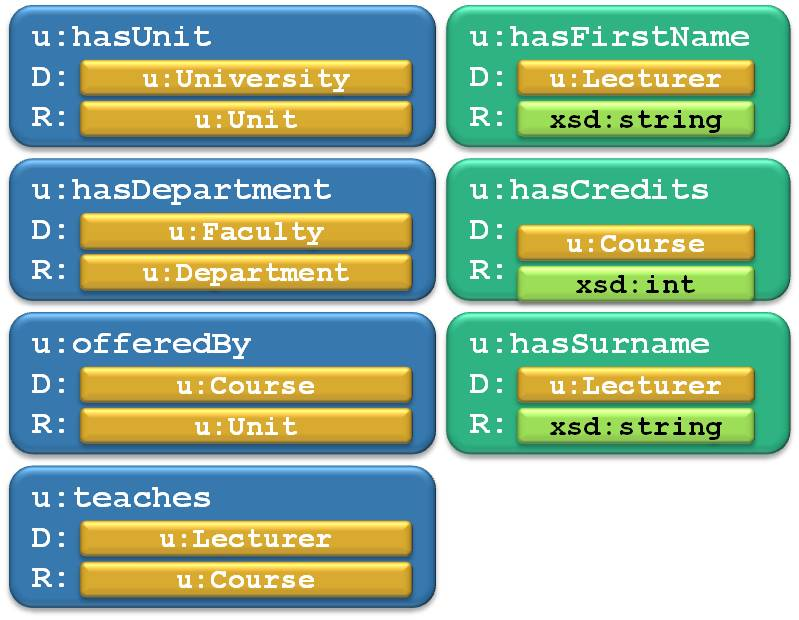 u:hasUnit
D: u:University
R: u:Unit
u:hasFirstName
D: u:Lecturer
R: xsd:string
u:hasDepartment
D: u:Faculty
R: u:Department
u:hasCredits
D: u:Course
R: xsd:int
u:offeredBy
D: u:Course
R: u:Unit
u:hasSurname
D: u:Lecturer
R: xsd:string
u:teaches
D: u:Lecturer
R: u:Course